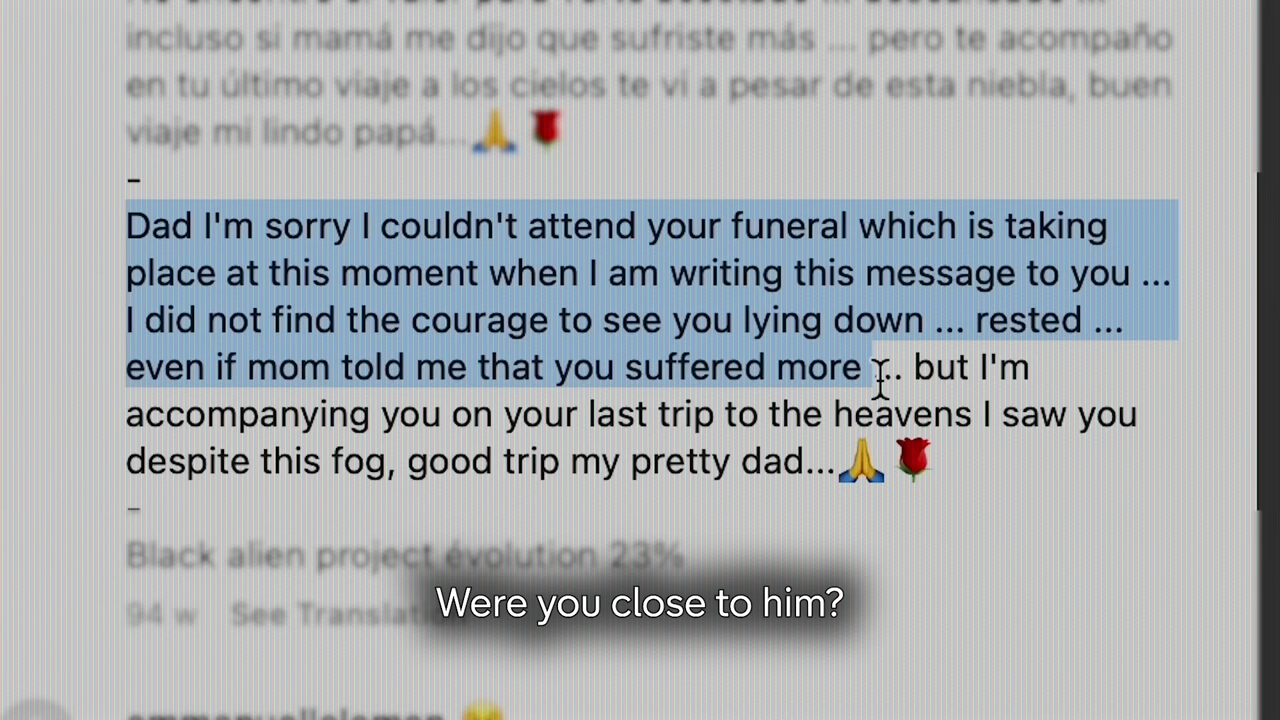 incluso si mamá me dijo que sufriste más ... pero te acompaño
en tu último viaje a los cielos te vi a pesar de esta niebla, buen
viaje mi lindo papá...🙏🌹
-
Dad I'm sorry I couldn't attend your funeral which is taking
place at this moment when I am writing this message to you ...
I did not find the courage to see you lying down ... rested ...
even if mom told me that you suffered more ... but I'm
accompanying you on your last trip to the heavens I saw you
despite this fog, good trip my pretty dad...🙏🌹
-
Black alien project évolution 23%
94 w See
Were you close to him?